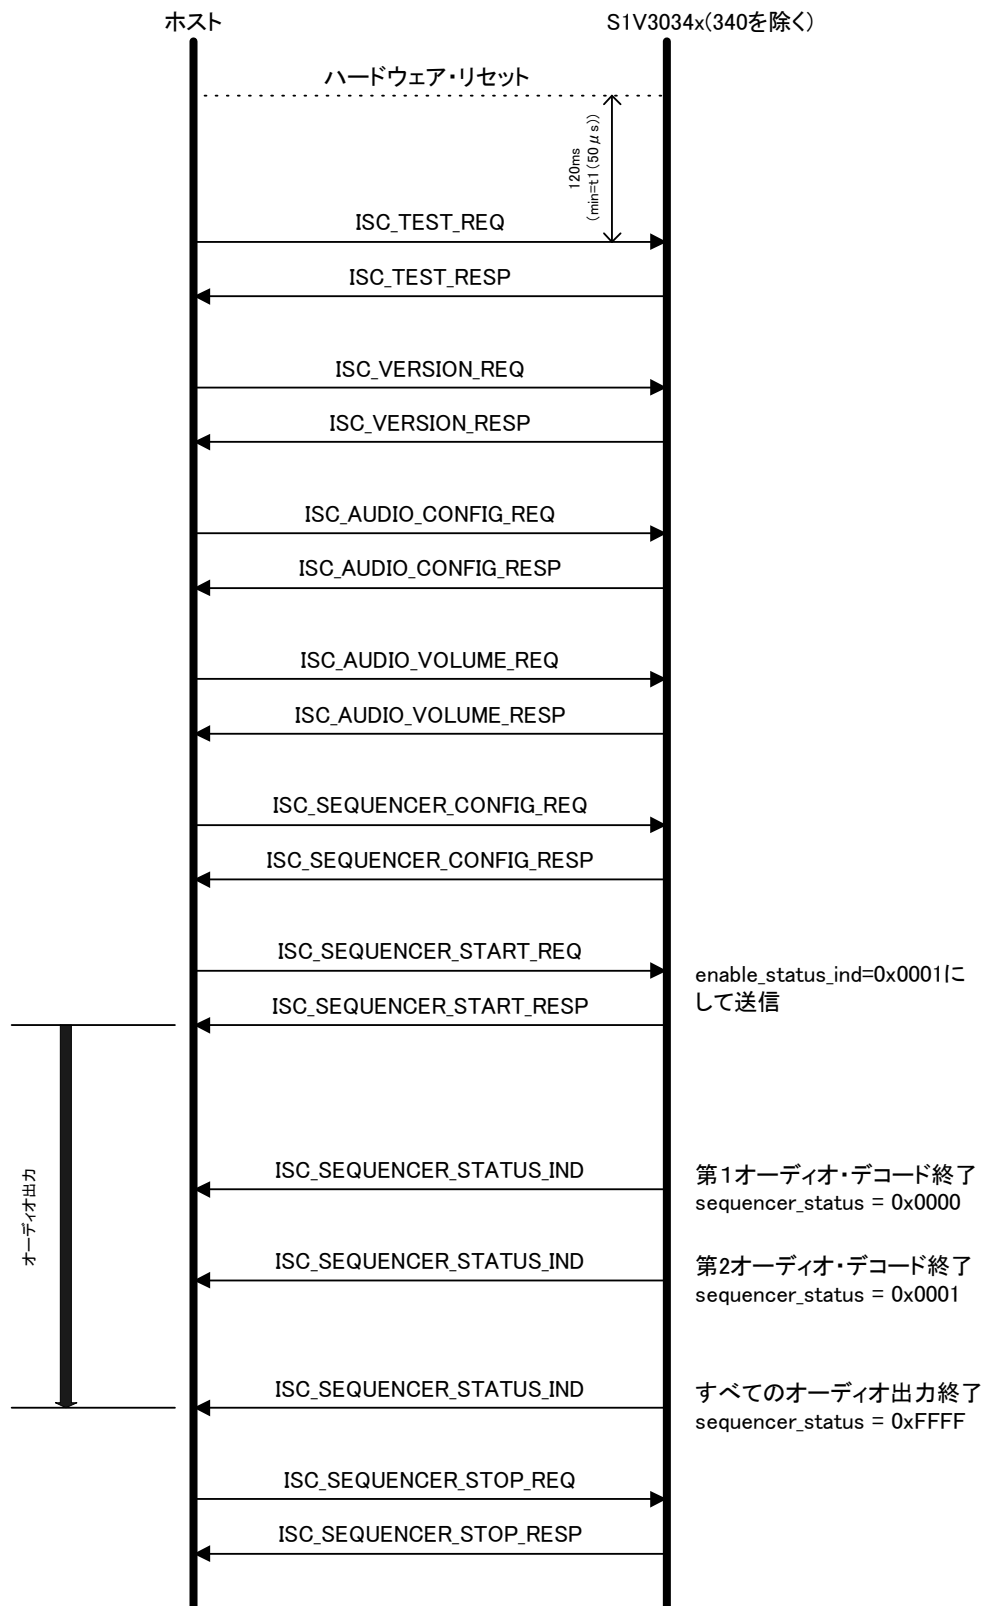 ホスト
S1V3034x(340を除く)
ハードウェア・リセット
120ms
(min=t1(50μs))
ISC_TEST_REQ
ISC_TEST_RESP
ISC_VERSION_REQ
ISC_VERSION_RESP
ISC_AUDIO_CONFIG_REQ
ISC_AUDIO_CONFIG_RESP
ISC_AUDIO_VOLUME_REQ
ISC_AUDIO_VOLUME_RESP
ISC_SEQUENCER_CONFIG_REQ
ISC_SEQUENCER_CONFIG_RESP
ISC_SEQUENCER_START_REQ
enable_status_ind=0x0001に
して送信
ISC_SEQUENCER_START_RESP
オーディオ出力
ISC_SEQUENCER_STATUS_IND
第1オーディオ・デコード終了
sequencer_status = 0x0000
ISC_SEQUENCER_STATUS_IND
第2オーディオ・デコード終了
sequencer_status = 0x0001
ISC_SEQUENCER_STATUS_IND
すべてのオーディオ出力終了
sequencer_status = 0xFFFF
ISC_SEQUENCER_STOP_REQ
ISC_SEQUENCER_STOP_RESP